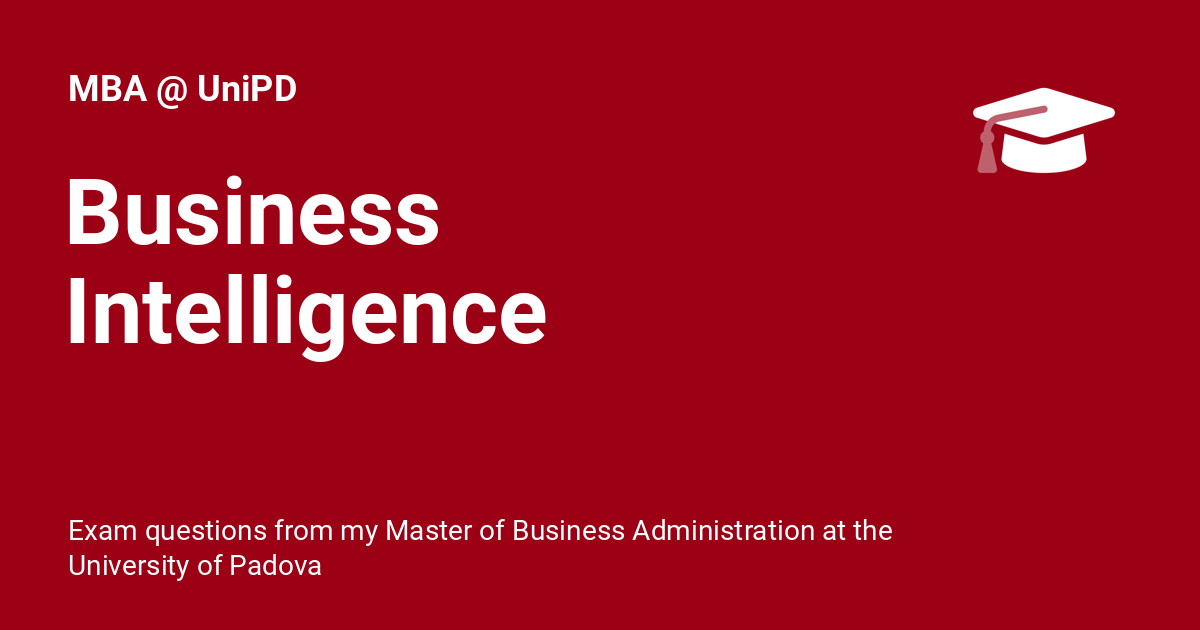 MBA @ UniPD
Business
Intelligence
Exam questions from my Master of Business Administration at the
University of Padova